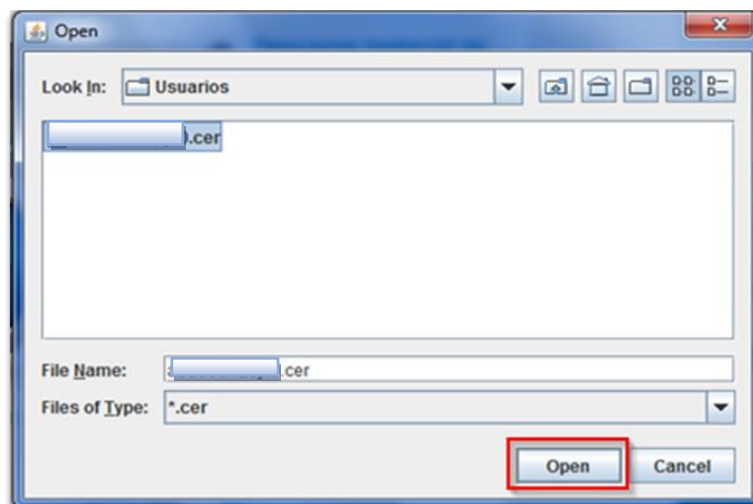 Open
Look In: Usuarios
.cer
File Name: .cer
Files of Type: *.cer
Open Cancel